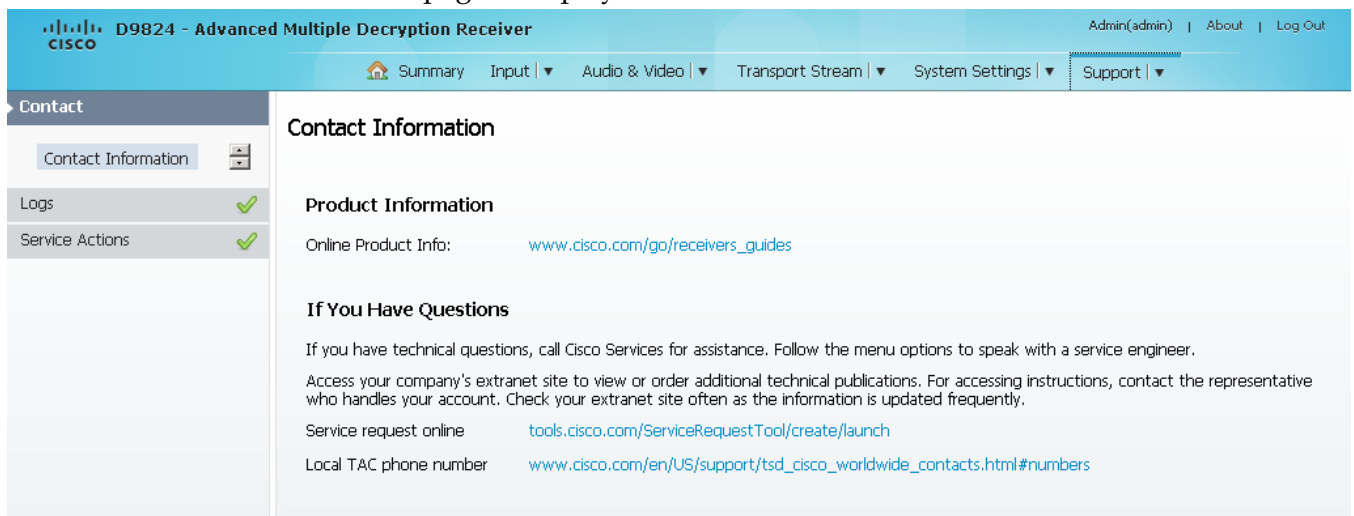 CISCO
D9824 - Advanced Multiple Decryption Receiver
Admin(admin) | About | Log Out
Summary Input | ▼ Audio & Video | ▼ Transport Stream | ▼ System Settings | ▼ Support | ▼
Contact
Contact Information
Logs
Service Actions
Contact Information
Product Information
Online Product Info: www.cisco.com/go/receivers_guides
If You Have Questions
If you have technical questions, call Cisco Services for assistance. Follow the menu options to speak with a service engineer.
Access your company's extranet site to view or order additional technical publications. For accessing instructions, contact the representative
who handles your account. Check your extranet site often as the information is updated frequently.
Service request online tools.cisco.com/ServiceRequestTool/create/launch
Local TAC phone number www.cisco.com/en/US/support/tsd_cisco_worldwide_contacts.html#numbers